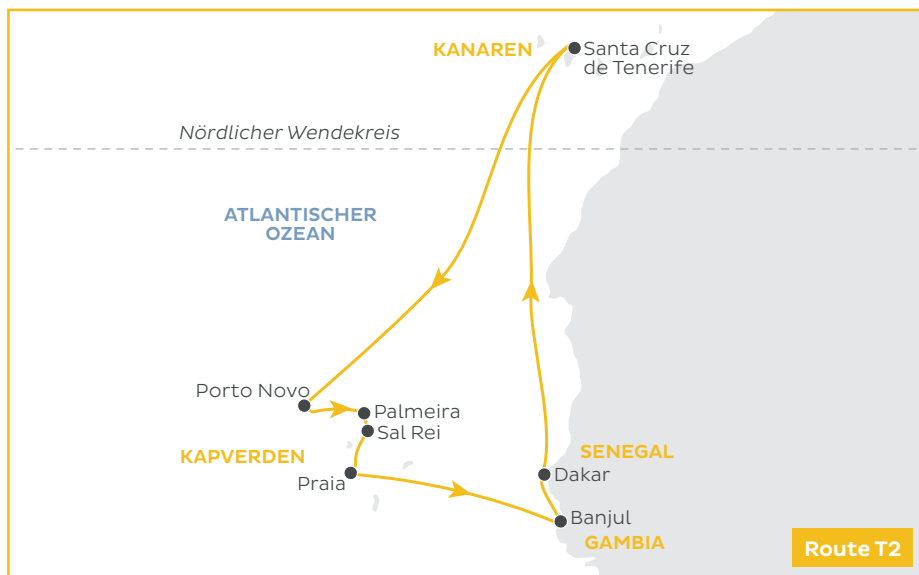 KANAREN
Santa Cruz
de Tenerife
Nördlicher Wendekreis
ATLANTISCHER
OZEAN
Porto Novo
Palmeira
Sal Rei
KAPVERDEN
SENEGAL
Praia
Dakar
Banjul
GAMBIA
Route T2